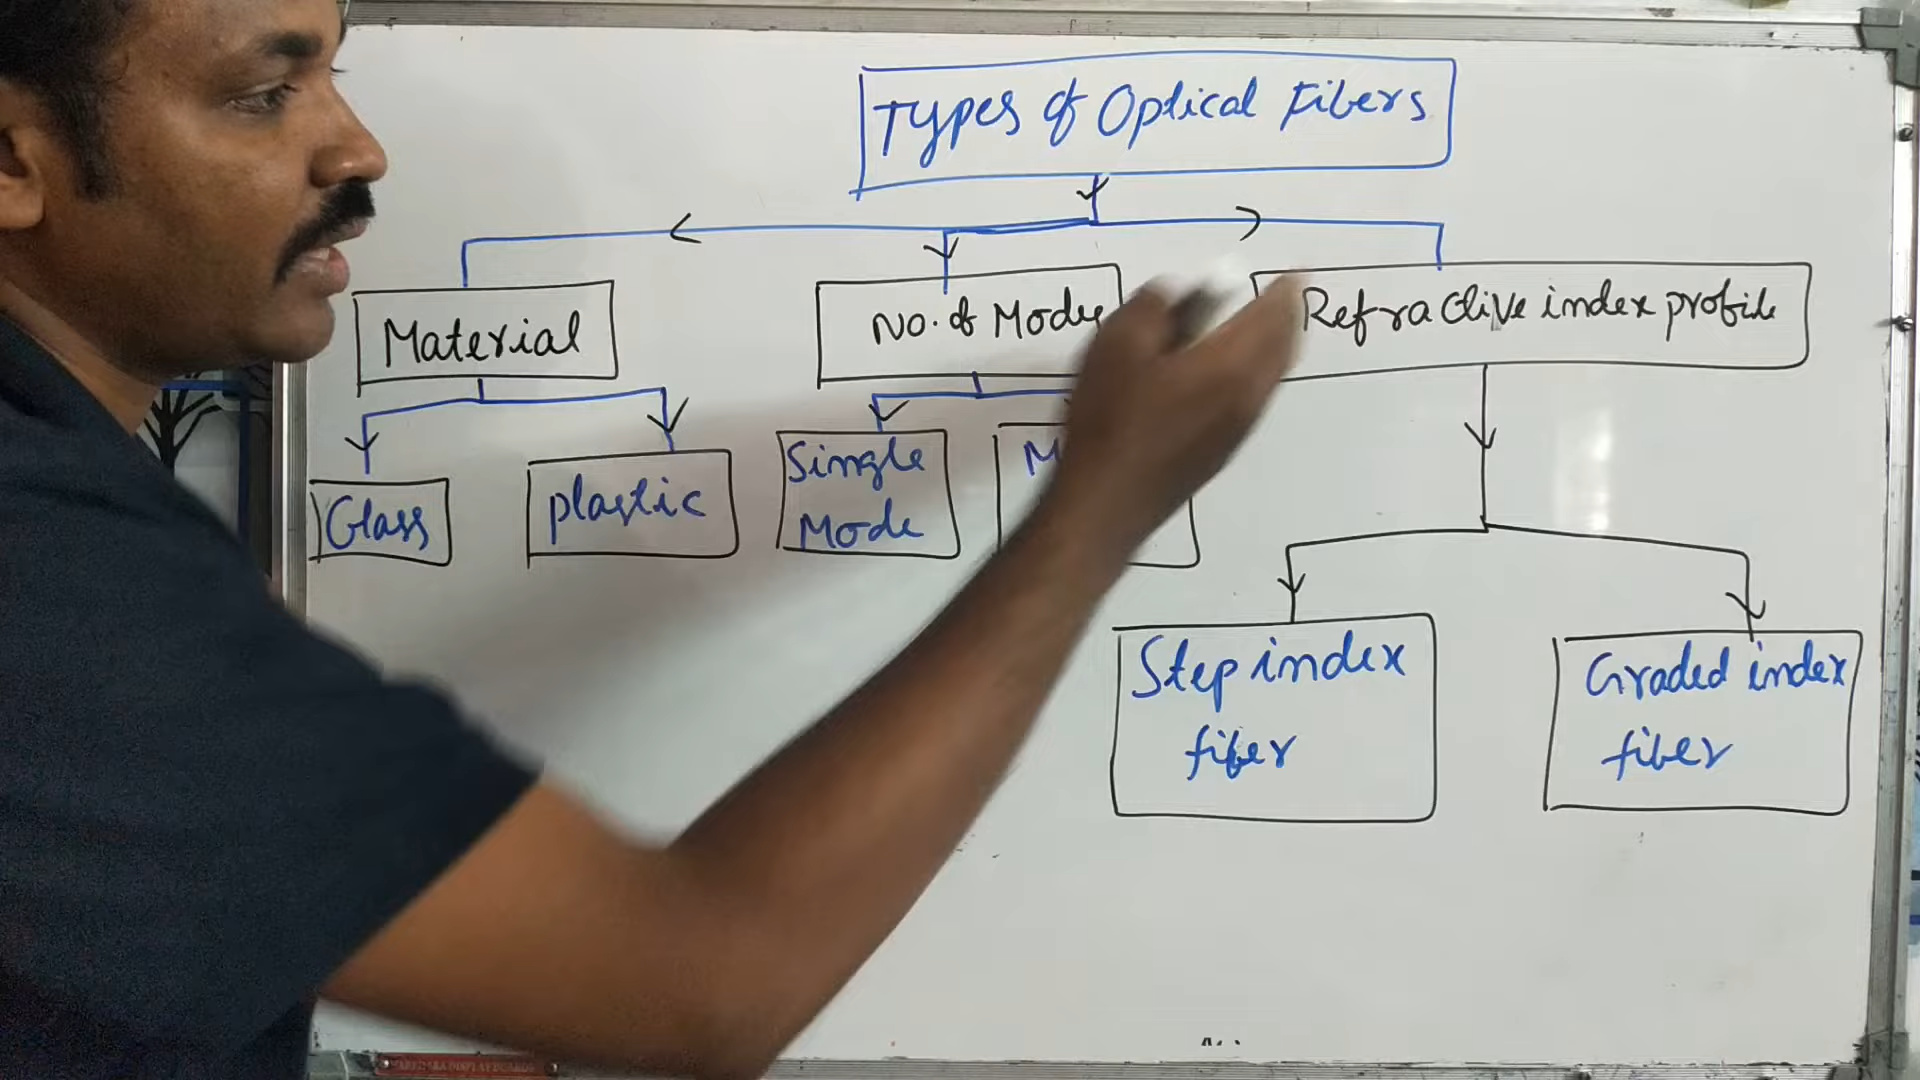 Types of Optical Fibers
Material
No. of Modes
Refractive index profile
Glass
plastic
Single
Mode
M
Step index
fiber
Graded index
fiber